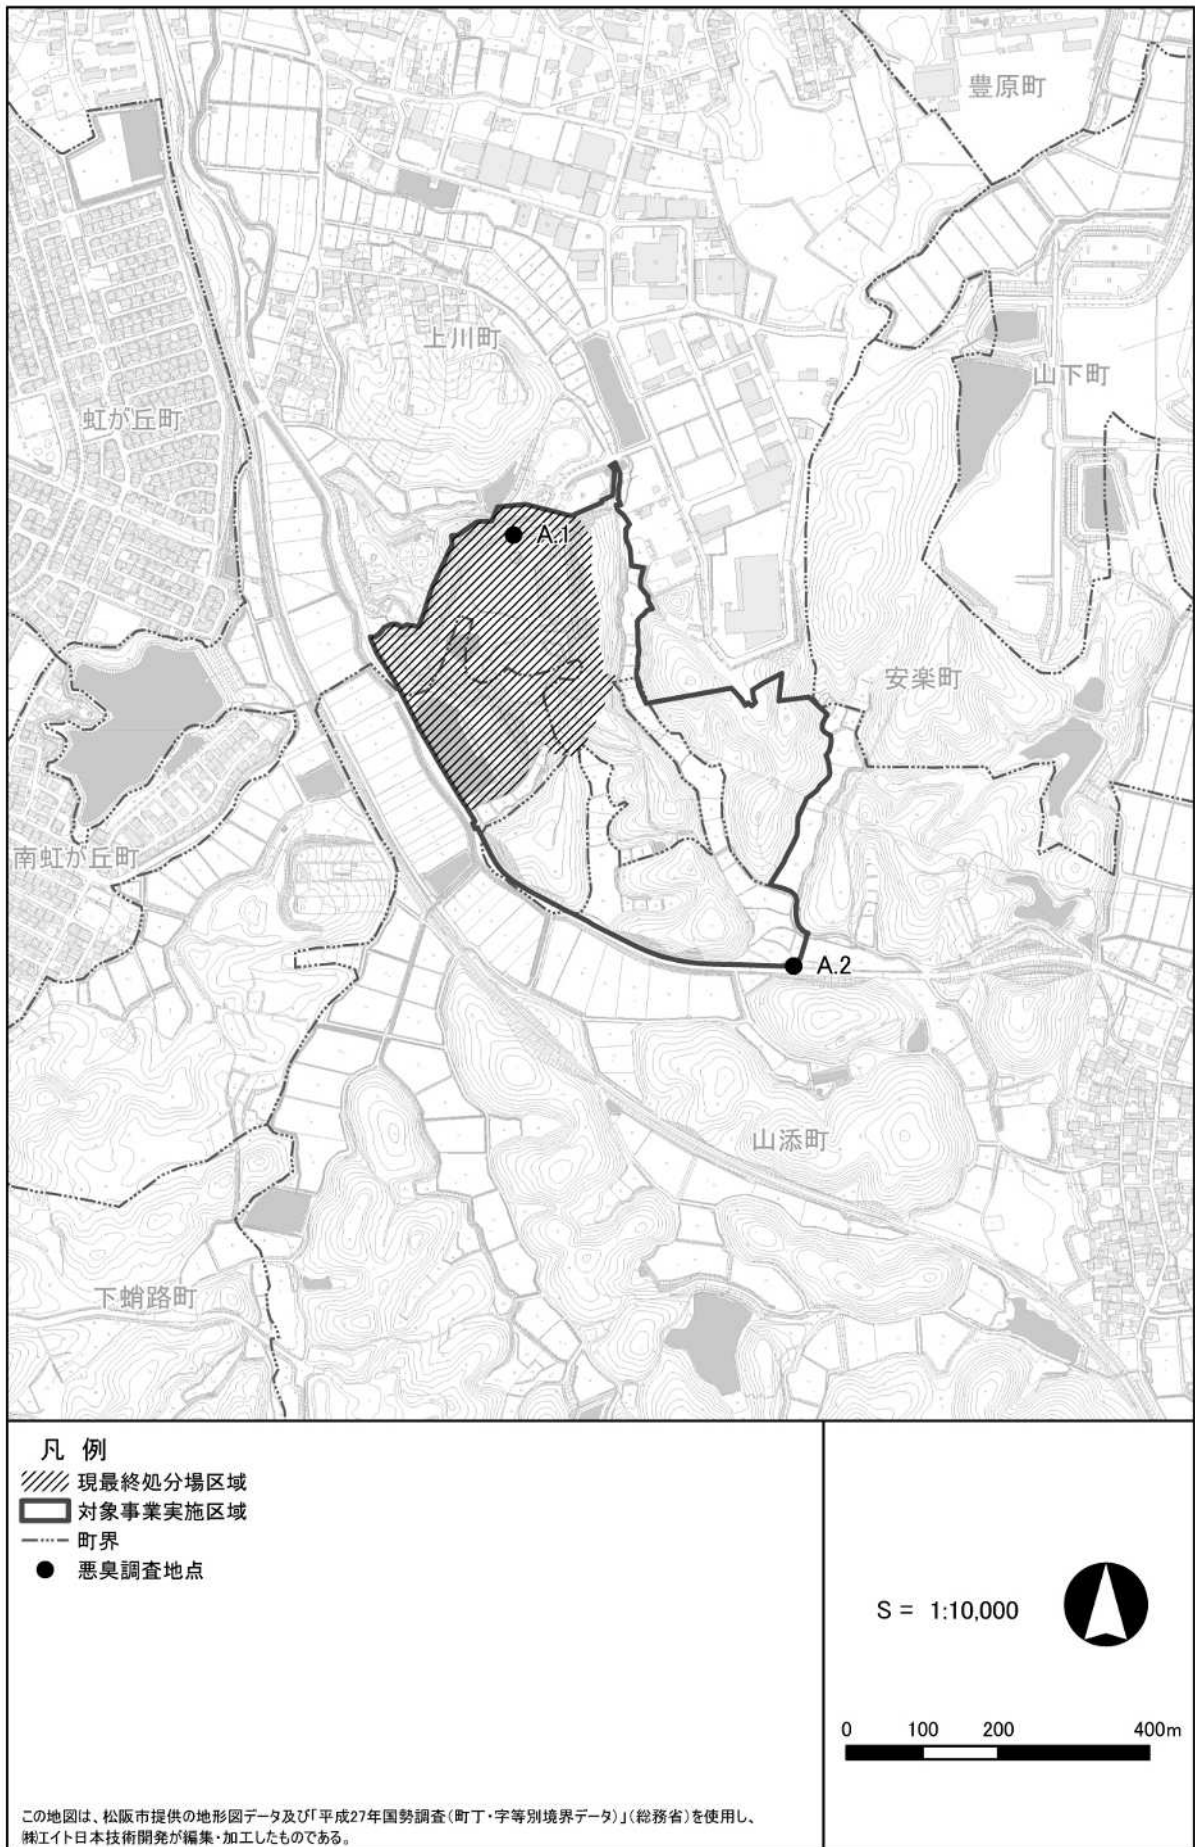 豊原町
上川町
山下町
虹が丘町
A.1
安楽町
南虹が丘町
A.2
山添町
下蛸路町
凡 例
現最終処分場区域
対象事業実施区域
町界
悪臭調査地点
S = 1:10,000
0 100 200 400m
この地図は、松阪市提供の地形図データ及び「平成27年国勢調査(町丁・字等別境界データ)」(総務省)を使用し、
㈱エイト日本技術開発が編集・加工したものである。